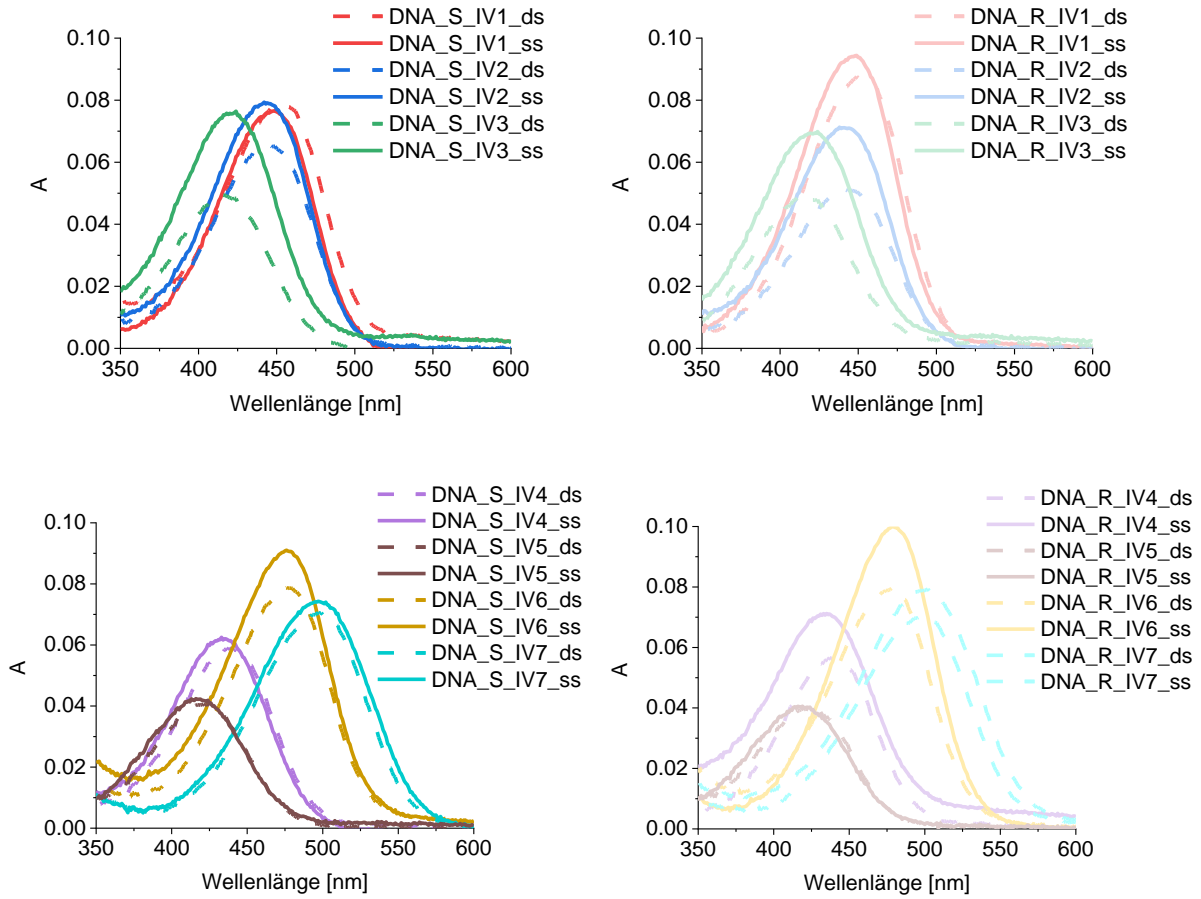 DNA_S_IV1_ds
DNA_S_IV1_ss
DNA_S_IV2_ds
DNA_S_IV2_ss
DNA_S_IV3_ds
DNA_S_IV3_ss
0.10
0.08
0.06
0.04
0.02
0.00
A
350 400 450 500 550 600
Wellenlänge [nm]
DNA_R_IV1_ds
DNA_R_IV1_ss
DNA_R_IV2_ds
DNA_R_IV2_ss
DNA_R_IV3_ds
DNA_R_IV3_ss
0.10
0.08
0.06
0.04
0.02
0.00
A
350 400 450 500 550 600
Wellenlänge [nm]
DNA_S_IV4_ds
DNA_S_IV4_ss
DNA_S_IV5_ds
DNA_S_IV5_ss
DNA_S_IV6_ds
DNA_S_IV6_ss
DNA_S_IV7_ds
DNA_S_IV7_ss
0.10
0.08
0.06
0.04
0.02
0.00
A
350 400 450 500 550 600
Wellenlänge [nm]
DNA_R_IV4_ds
DNA_R_IV4_ss
DNA_R_IV5_ds
DNA_R_IV5_ss
DNA_R_IV6_ds
DNA_R_IV6_ss
DNA_R_IV7_ds
DNA_R_IV7_ss
0.10
0.08
0.06
0.04
0.02
0.00
A
350 400 450 500 550 600
Wellenlänge [nm]